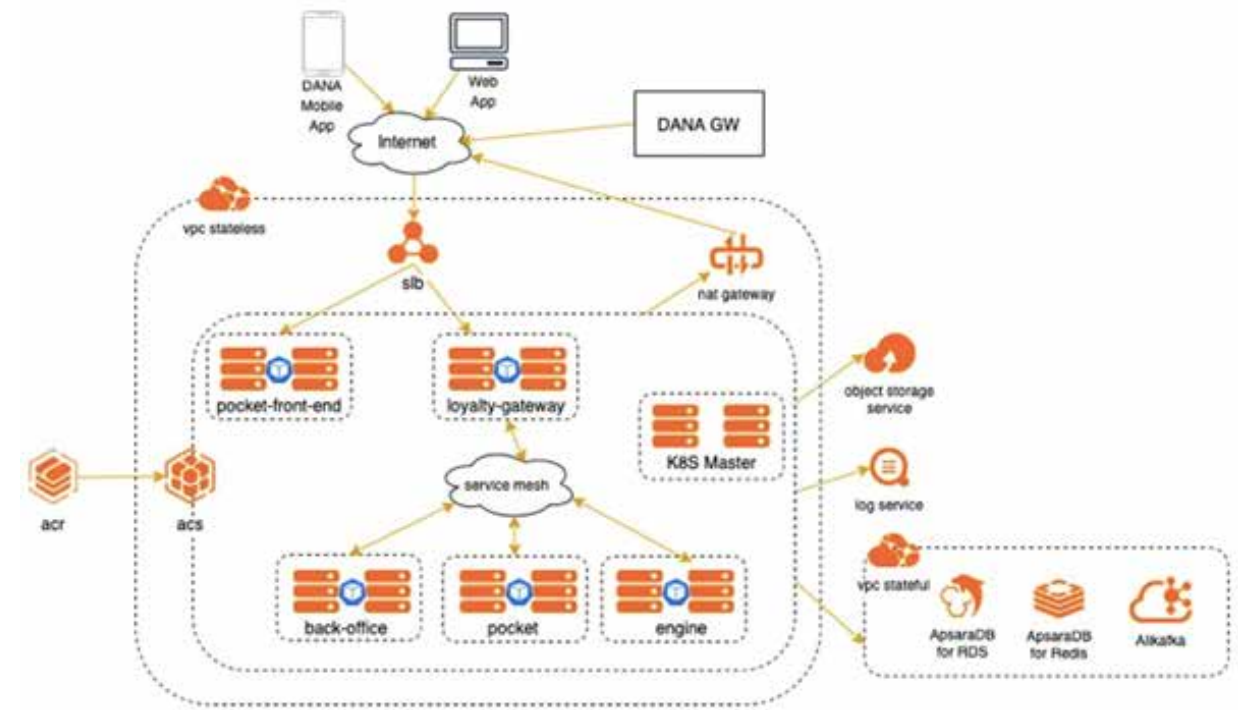 DANA
Mobile
App
Web
App
DANA GW
Internet
vpc stateless
slb
nat gateway
pocket-front-end
loyalty-gateway
object storage
service
K8S Master
service mesh
log service
acr
acs
vpc stateful
back-office
pocket
engine
ApsaraDB
for RDS
ApsaraDB
for Redis
Alikafka